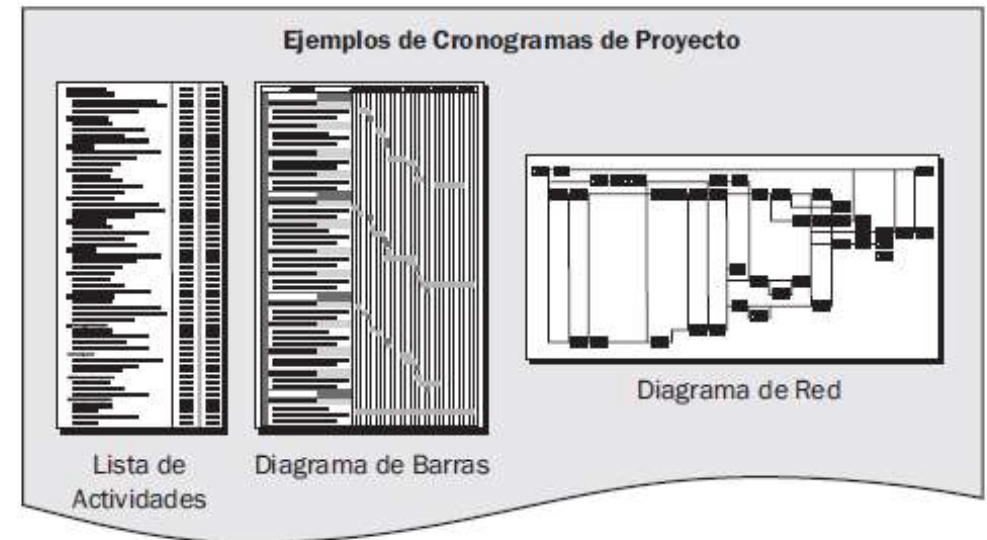 Ejemplos de Cronogramas de Proyecto
Lista de
Actividades
Diagrama de Barras
Diagrama de Red